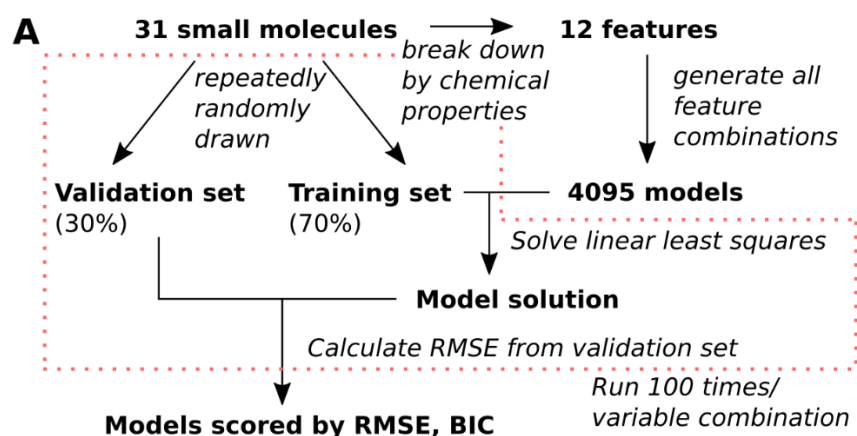 A
31 small molecules
12 features
break down
by chemical
properties
repeatedly
randomly
drawn
generate all
feature
combinations
Validation set
(30%)
Training set
(70%)
4095 models
Solve linear least squares
Model solution
Calculate RMSE from validation set
Run 100 times/
variable combination
Models scored by RMSE, BIC